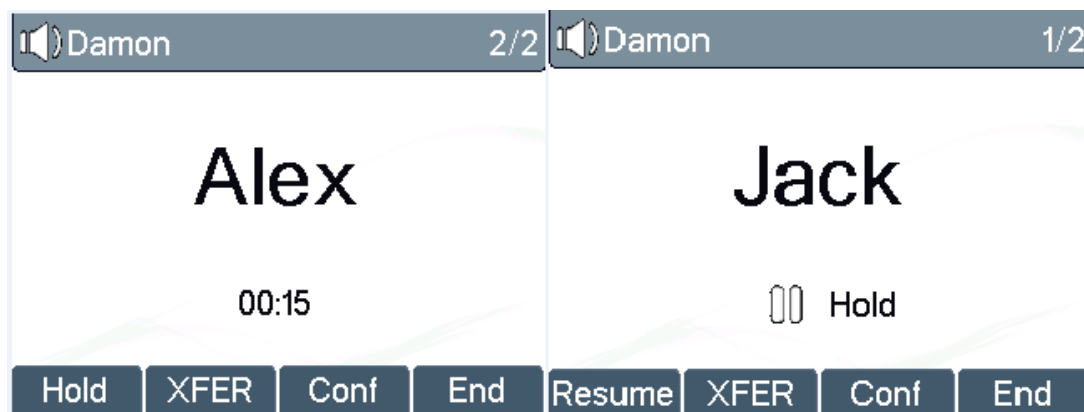 Damon 2/2
Alex
00:15
Hold XFER Conf End
Damon 1/2
Jack
Hold
Resume XFER Conf End